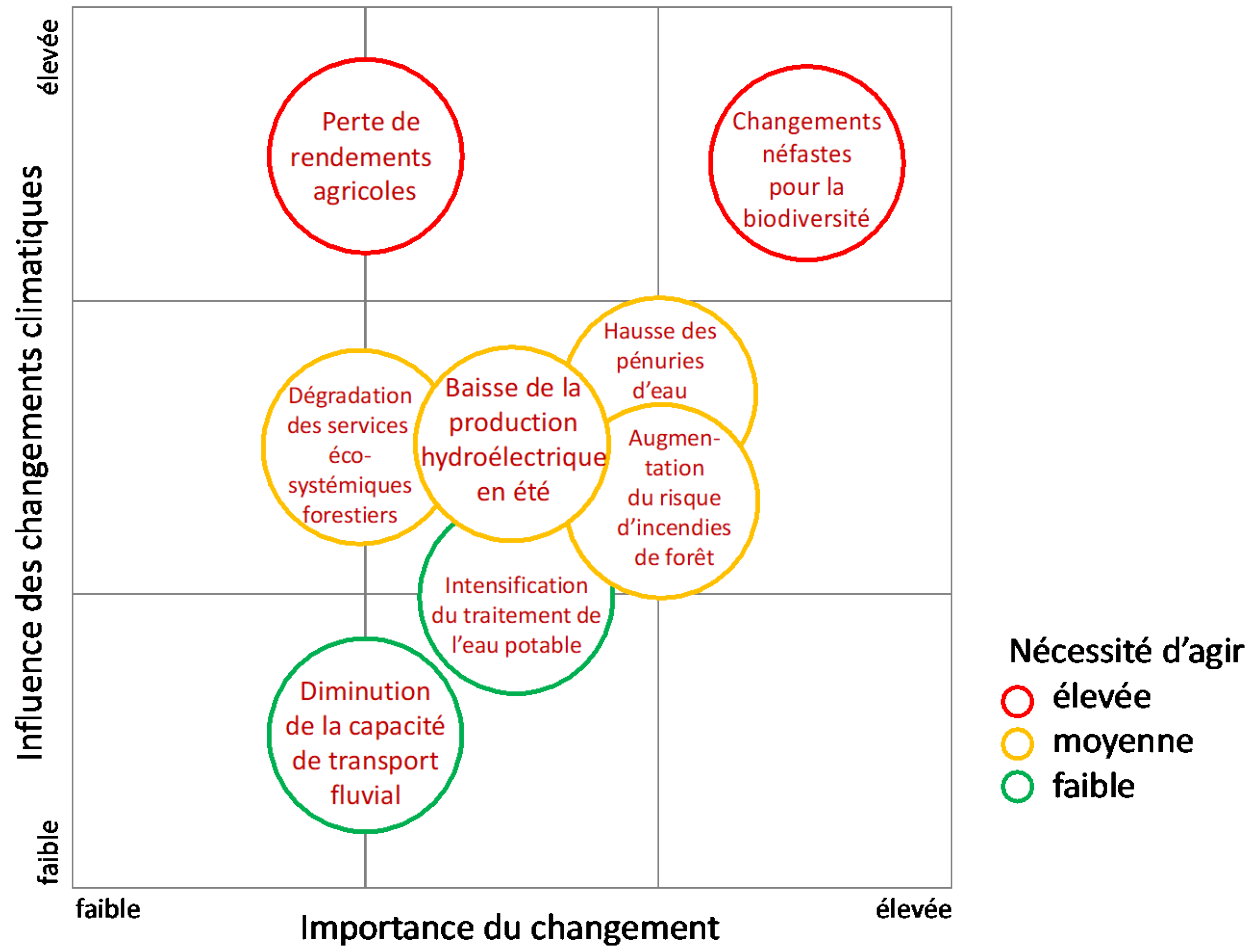 élevée
Influence des changements climatiques
faible
Perte de
rendements
agricoles
Changements
néfastes
pour la
biodiversité
Hausse des
pénuries
d'eau
Dégradation
des services
éco-
systémiques
forestiers
Baisse de la
production
hydroélectrique
en été
Augmen-
tation
du risque
d'incendies
de forêt
Intensification
du traitement de
l'eau potable
Diminution
de la capacité
de transport
fluvial
Nécessité d'agir
élevée
moyenne
faible
faible
Importance du changement
élevée